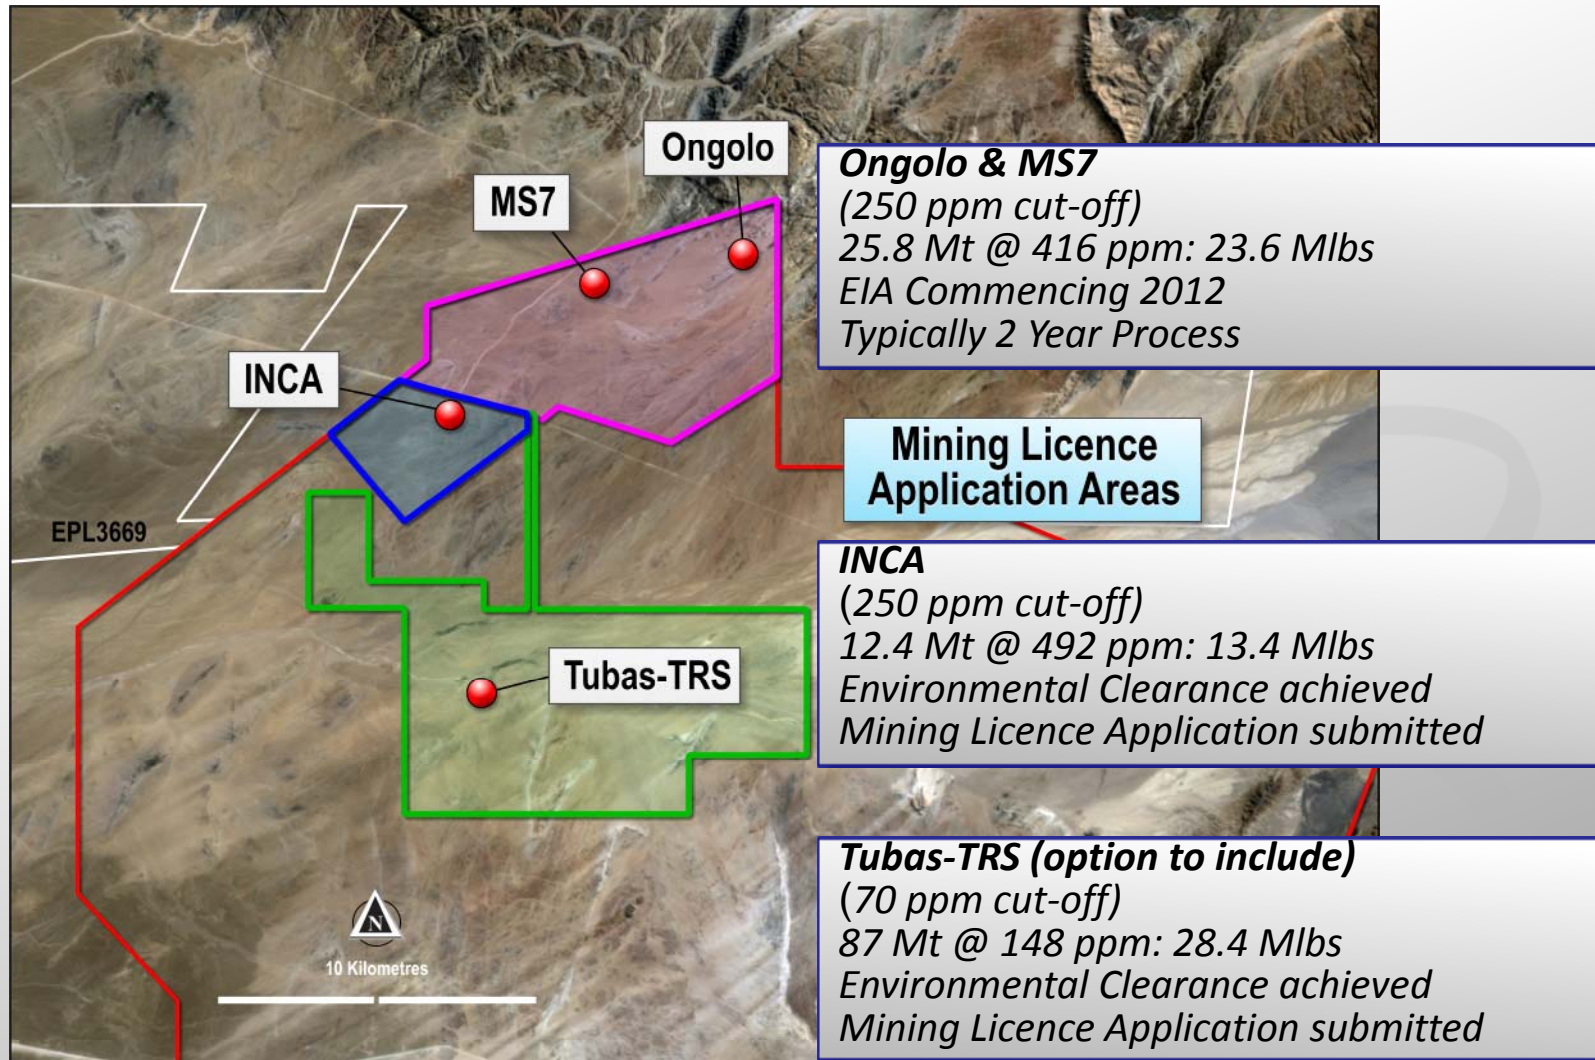 Ongolo
MS7
INCA
EPL3669
Tubas-TRS
N
10 Kilometres
Ongolo & MS7
(250 ppm cut-off)
25.8 Mt @ 416 ppm: 23.6 Mlbs
EIA Commencing 2012
Typically 2 Year Process
Mining Licence
Application Areas
INCA
(250 ppm cut-off)
12.4 Mt @ 492 ppm: 13.4 Mlbs
Environmental Clearance achieved
Mining Licence Application submitted
Tubas-TRS (option to include)
(70 ppm cut-off)
87 Mt @ 148 ppm: 28.4 Mlbs
Environmental Clearance achieved
Mining Licence Application submitted